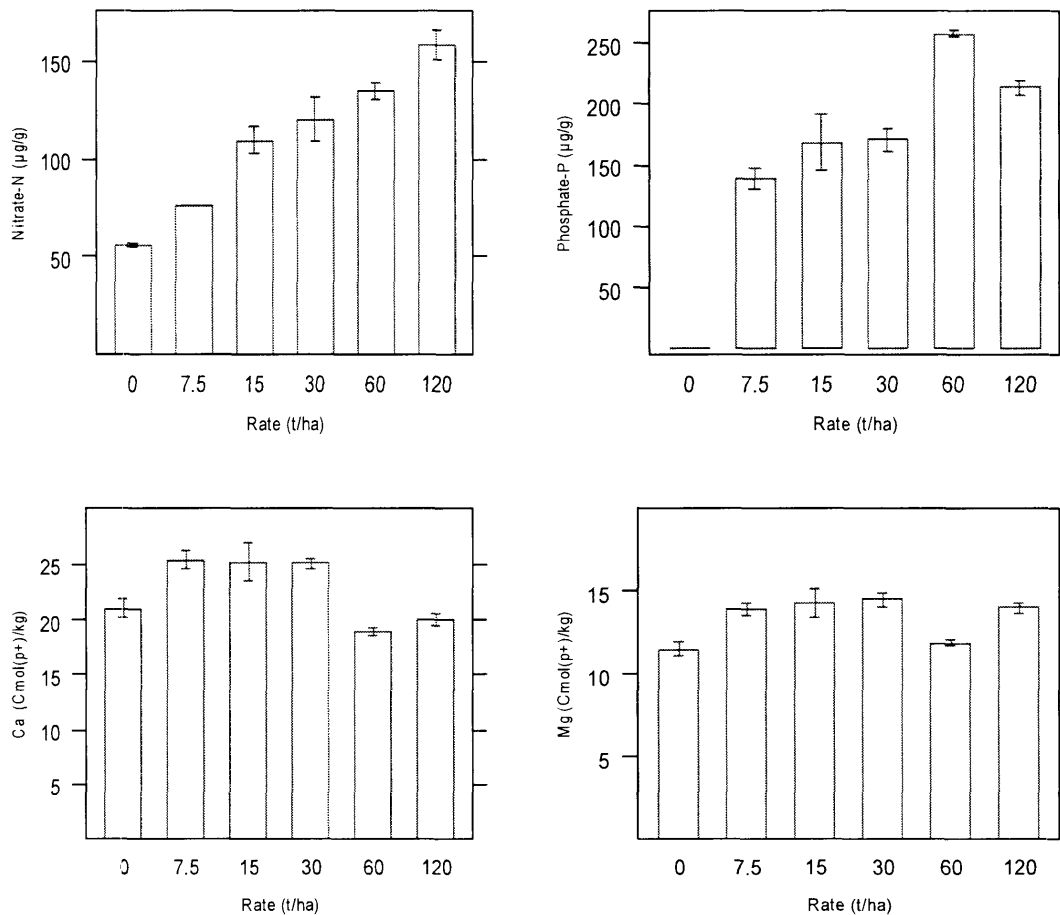 Nitrate-N (µg/g)
150
100
50
0 7.5 15 30 60 120
Rate (t/ha)
Phosphate-P (µg/g)
250
200
150
100
50
0 7.5 15 30 60 120
Rate (t/ha)
Ca (Cmol(p+)/kg)
25
20
15
10
5
0 7.5 15 30 60 120
Rate (t/ha)
Mg (Cmol(p+)/kg)
15
10
5
0 7.5 15 30 60 120
Rate (t/ha)